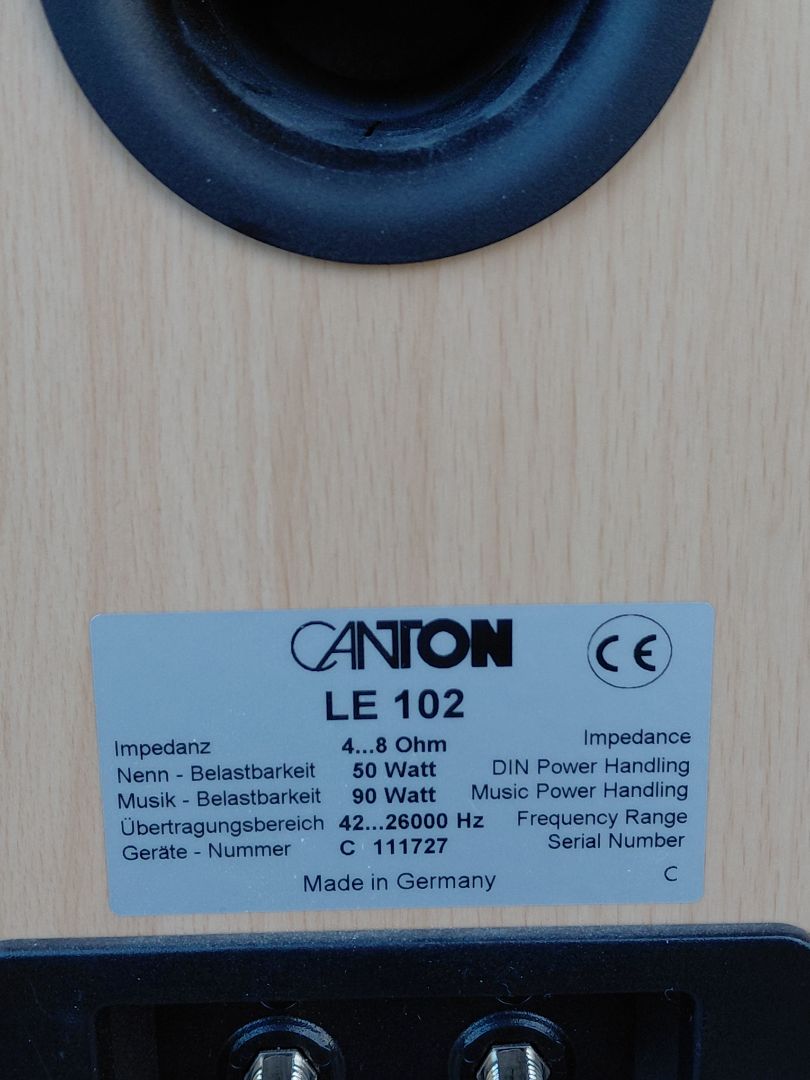 CANTON CE
LE 102
Impedanz 4...8 Ohm Impedance
Nenn - Belastbarkeit 50 Watt DIN Power Handling
Musik - Belastbarkeit 90 Watt Music Power Handling
Übertragungsbereich 42...26000 Hz Frequency Range
Geräte - Nummer C 111727 Serial Number
Made in Germany C